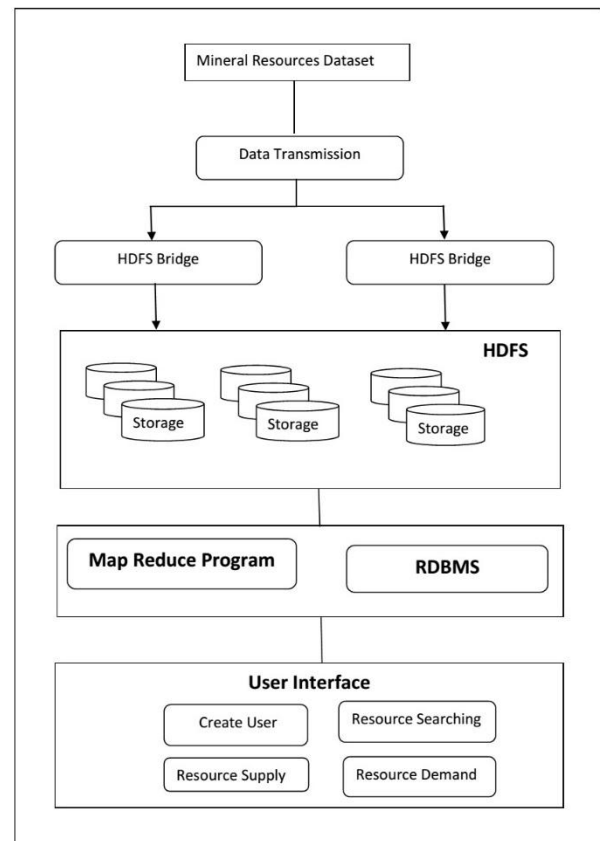 Mineral Resources Dataset
Data Transmission
HDFS Bridge
HDFS Bridge
HDFS
Storage
Storage
Storage
Map Reduce Program
RDBMS
User Interface
Create User
Resource Searching
Resource Supply
Resource Demand